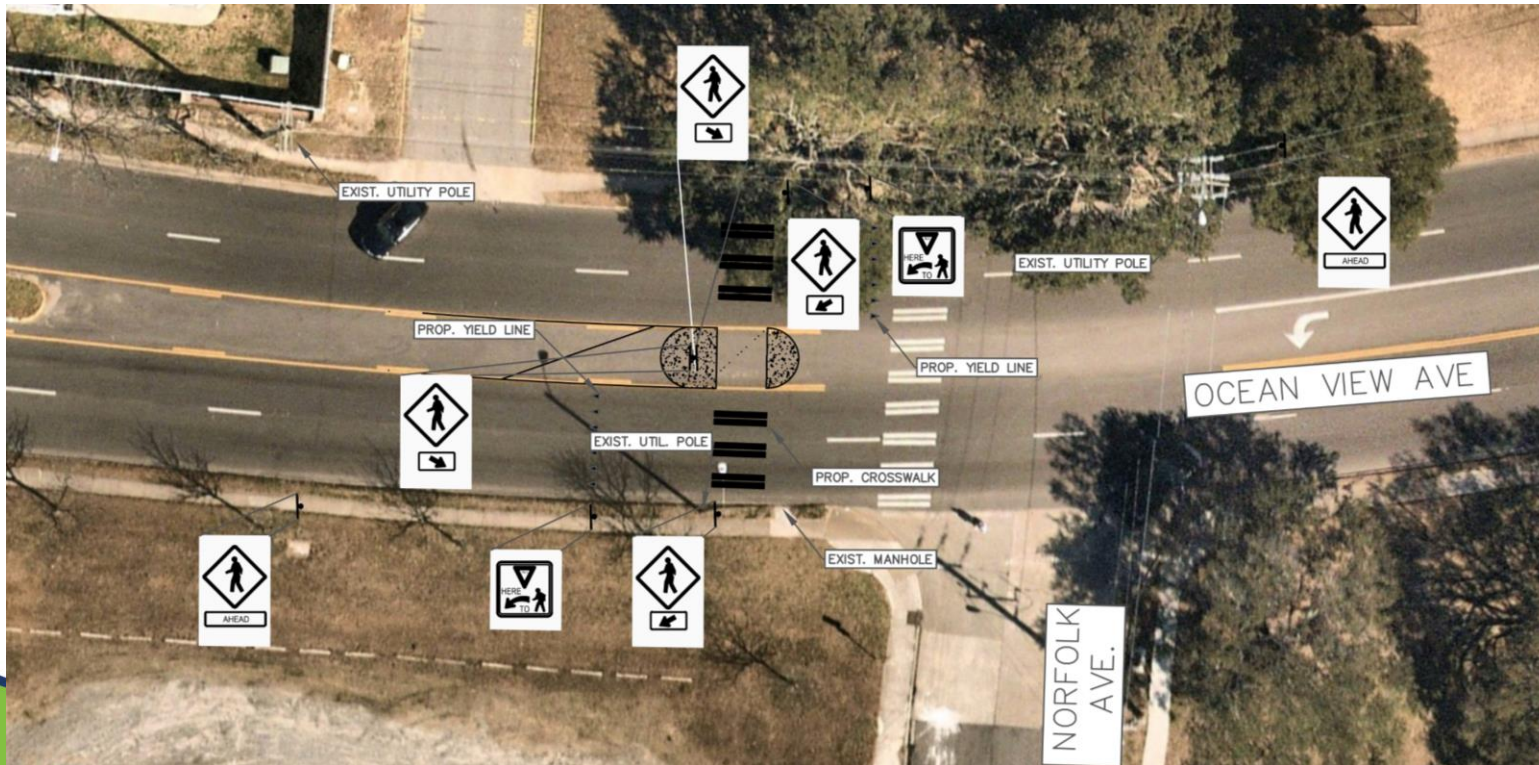 EXIST. UTILITY POLE
HERE
TO
EXIST. UTILITY POLE
AHEAD
PROP. YIELD LINE
PROP. YIELD LINE
OCEAN VIEW AVE
EXIST. UTIL. POLE
PROP. CROSSWALK
EXIST. MANHOLE
AHEAD
HERE
TO
NORFOLK
AVE.